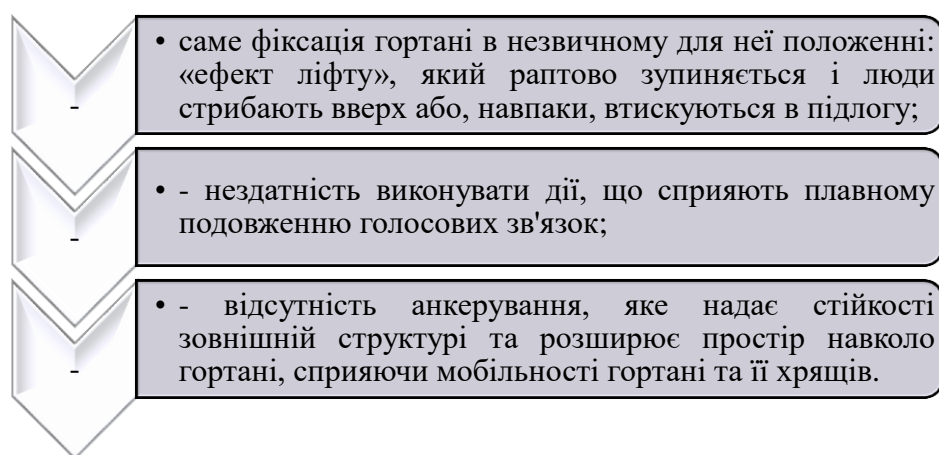 -
• саме фіксація гортані в незвичному для неї положенні:
«ефект ліфту», який раптово зупиняється і люди
стрибають вверх або, навпаки, втискуються в підлогу;
-
• - нездатність виконувати дії, що сприяють плавному
подовженню голосових зв'язок;
-
• - відсутність анкерування, яке надає стійкості
зовнішній структурі та розширює простір навколо
гортані, сприяючи мобільності гортані та її хрящів.